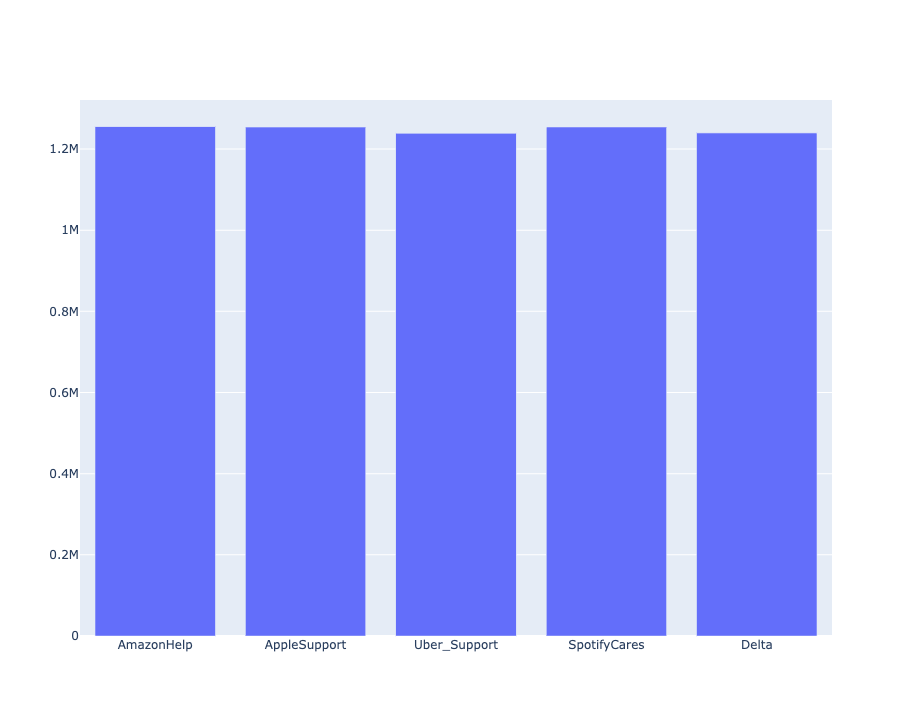 1.2M
1M
0.8M
0.6M
0.4M
0.2M
0
AmazonHelp AppleSupport Uber_Support SpotifyCares Delta